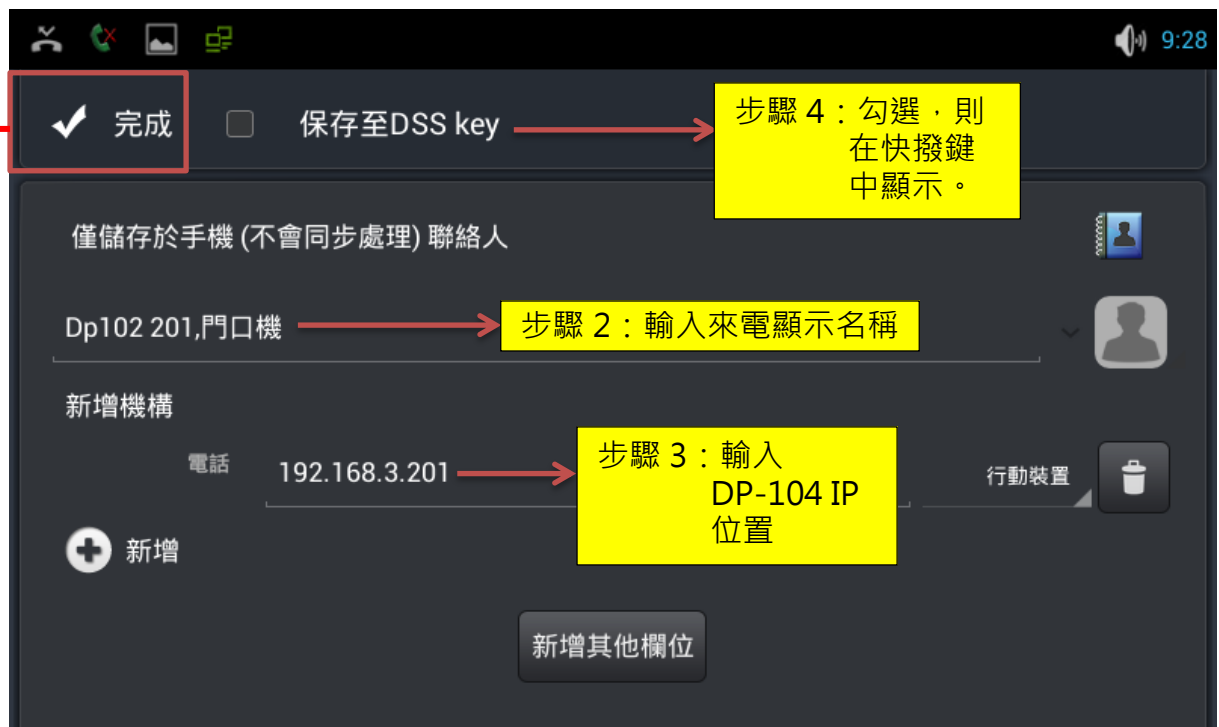 9:28
完成
保存至DSS key
步驟 4：勾選，則
在快撥鍵
中顯示。
僅儲存於手機 (不會同步處理) 聯絡人
Dp102 201,門口機
步驟 2：輸入來電顯示名稱
新增機構
電話
192.168.3.201
步驟 3：輸入
DP-104 IP
位置
行動裝置
新增
新增其他欄位